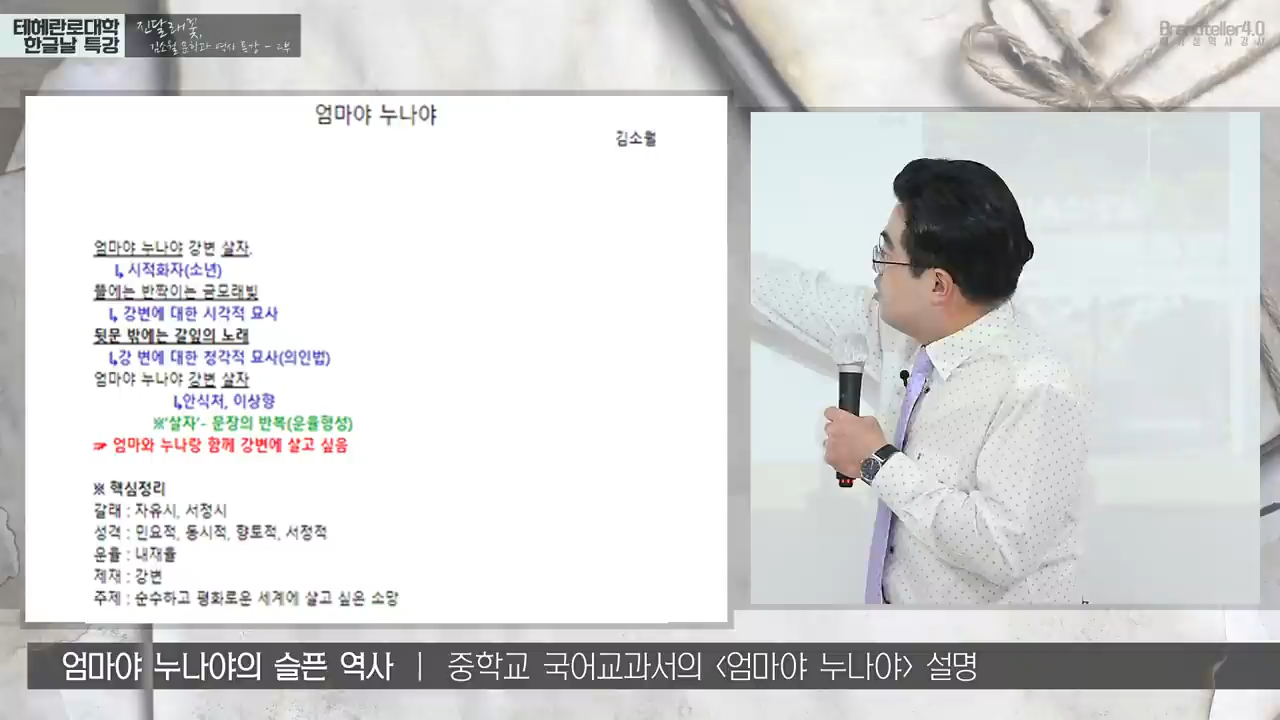 테헤란로대학
한글날 특강
진달래꽃,
김소월 문학과 역사 특강 - 2부
Brandteller4.0
엄마야 누나야
김소월
엄마야 누나야 강변 살자.
↳ 시적화자(소년)
뜰에는 반짝이는 금모래빛
↳ 강변에 대한 시각적 묘사
뒷문 밖에는 갈잎의 노래
↳강 변에 대한 청각적 묘사(의인법)
엄마야 누나야 강변 살자
↳안식처, 이상향
※'살자'- 문장의 반복(운율형성)
☞ 엄마와 누나랑 함께 강변에 살고 싶음
※ 핵심정리
갈래 : 자유시, 서정시
성격 : 민요적, 동시적, 향토적, 서정적
운율 : 내재율
제재 : 강변
주제 : 순수하고 평화로운 세계에 살고 싶은 소망
엄마야 누나야의 슬픈 역사 | 중학교 국어교과서의 <엄마야 누나야> 설명